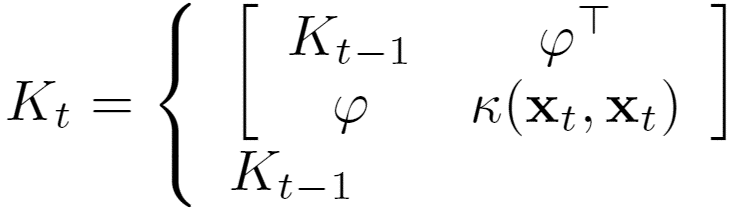 K_t = { [ K_{t−1} φ^⊤
φ κ(𝐱_t, 𝐱_t) ]
K_{t−1}